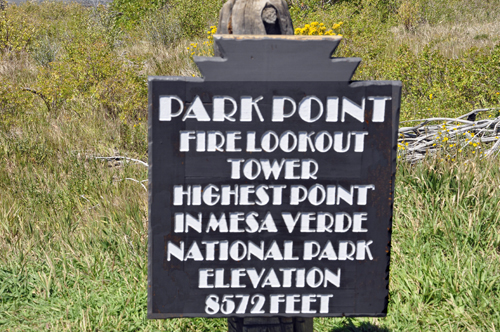 PARK POINT
FIRE LOOKOUT
TOWER
HIGHEST POINT
IN MESA VERDE
NATIONAL PARK
ELEVATION
8572 FEET